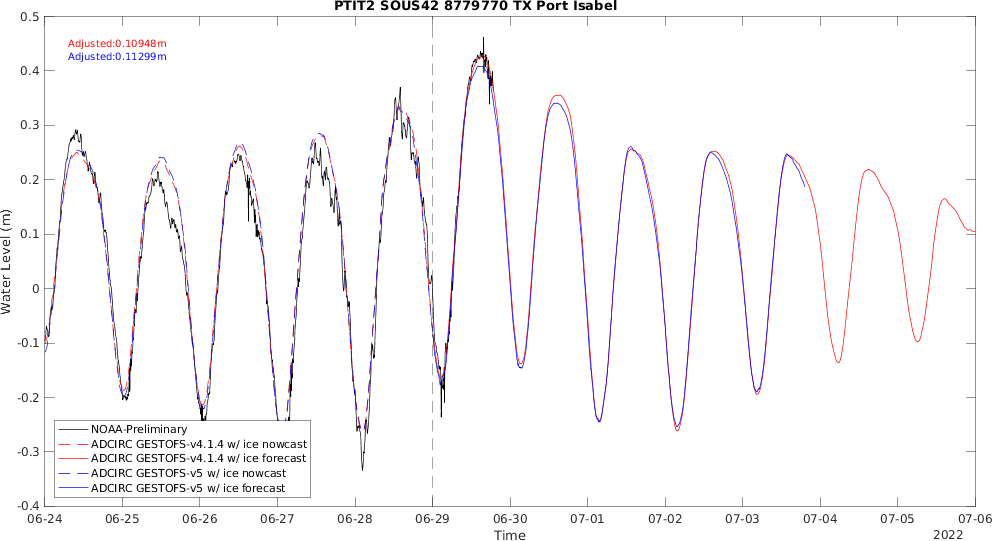 PTIT2 SOUS42 8779770 TX Port Isabel
Adjusted:0.10948m
Adjusted:0.11299m
0.5
0.4
0.3
0.2
0.1
0
-0.1
-0.2
-0.3
-0.4
Water Level (m)
NOAA-Preliminary
ADCIRC GESTOFS-v4.1.4 w/ ice nowcast
ADCIRC GESTOFS-v4.1.4 w/ ice forecast
ADCIRC GESTOFS-v5 w/ ice nowcast
ADCIRC GESTOFS-v5 w/ ice forecast
06-24 06-25 06-26 06-27 06-28 06-29 06-30 07-01 07-02 07-03 07-04 07-05 07-06
Time
2022